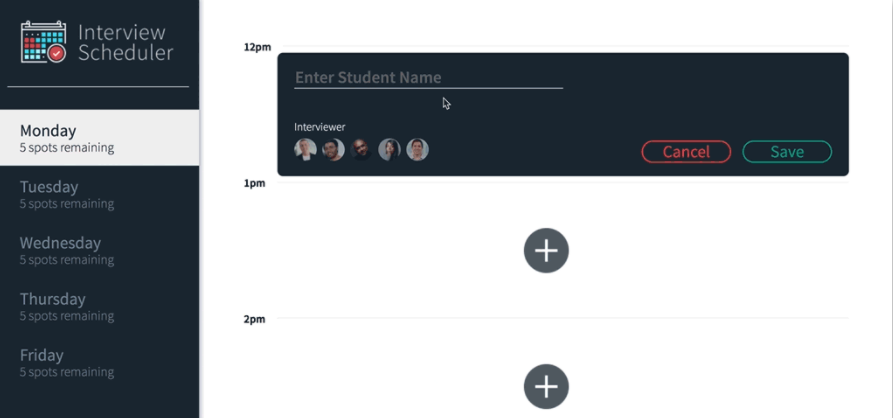 Interview
Scheduler
Monday
5 spots remaining
Tuesday
5 spots remaining
Wednesday
5 spots remaining
Thursday
5 spots remaining
Friday
5 spots remaining
12pm
Enter Student Name
Interviewer
Cancel Save
1pm
2pm